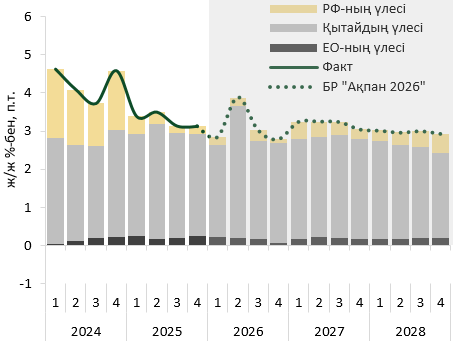 РФ-ның үлесі
Қытайдың үлесі
ЕО-ның үлесі
Факт
БР "Ақпан 2026"
ж/ж %-бен, п.т.
6
5
4
3
2
1
0
-1
1 2 3 4 1 2 3 4 1 2 3 4 1 2 3 4 1 2 3 4
2024 2025 2026 2027 2028